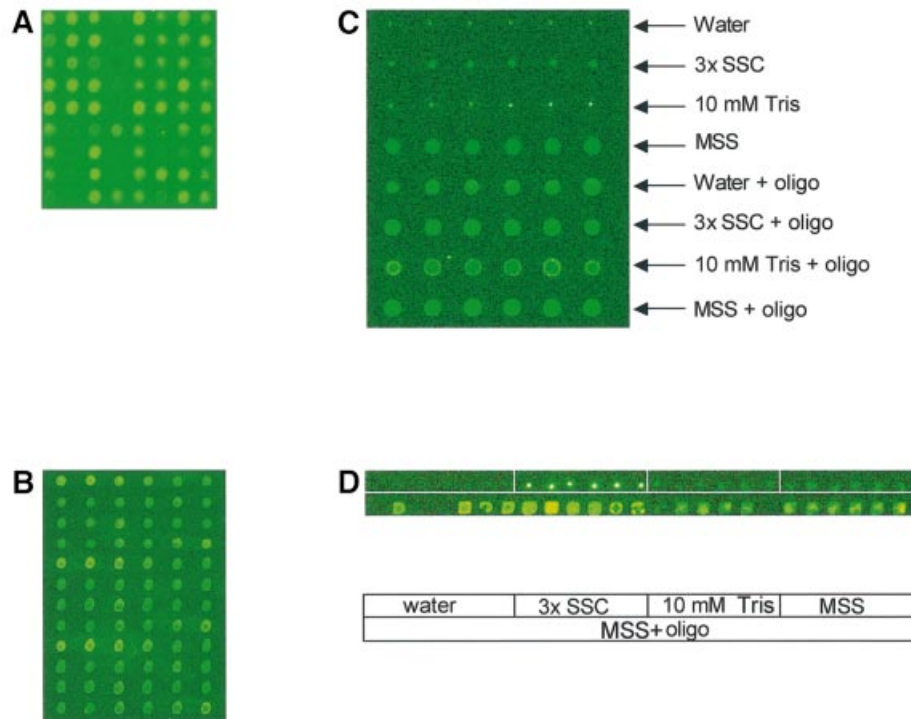 A
C
Water
3x SSC
10 mM Tris
MSS
Water + oligo
3x SSC + oligo
10 mM Tris + oligo
MSS + oligo
B
D
water 3x SSC 10 mM Tris MSS
MSS+oligo